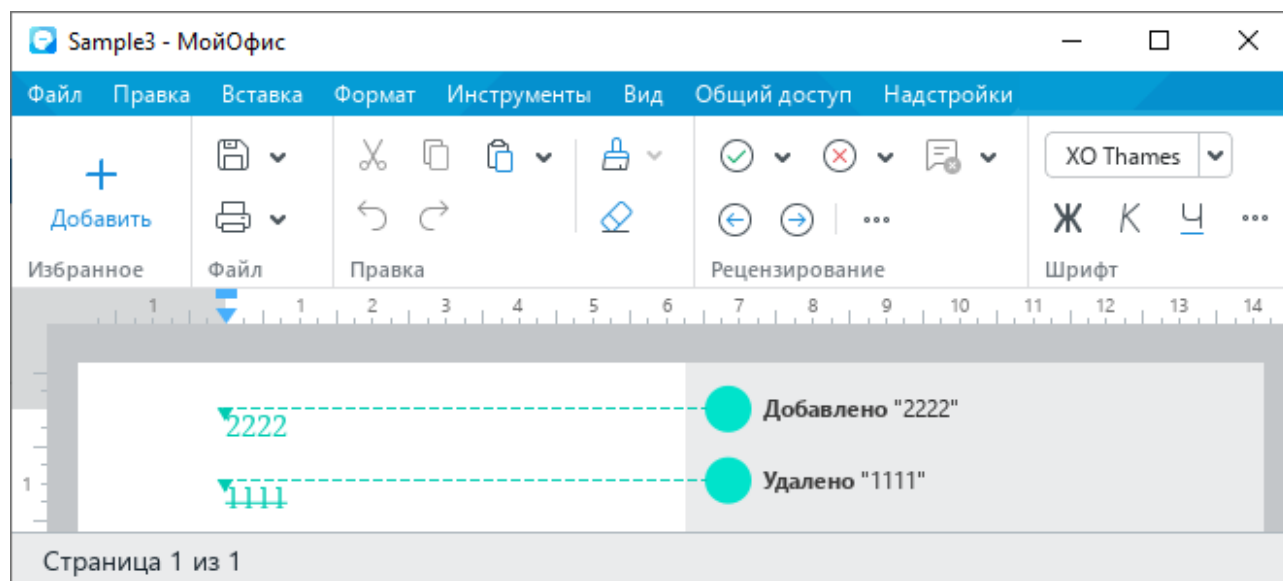 Sample3 - МойОфис
Файл Правка Вставка Формат Инструменты Вид Общий доступ Надстройки
XO Thames
Добавить
Ж К Ч
Избранное Файл Правка Рецензирование Шрифт
1 1 2 3 4 5 6 7 8 9 10 11 12 13 14
2222 Добавлено "2222"
1
1111 Удалено "1111"
Страница 1 из 1